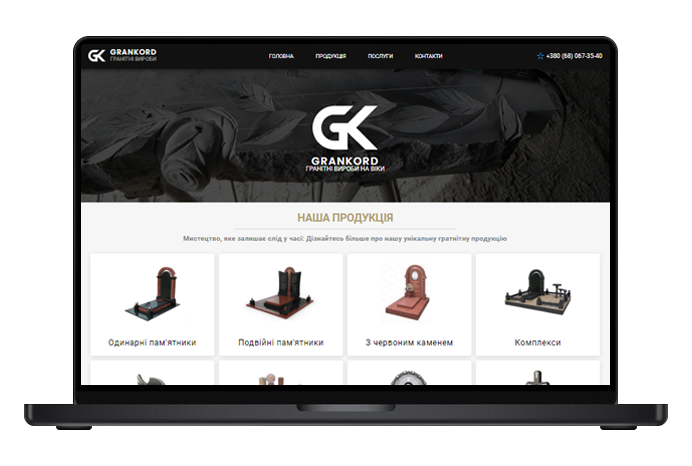 GK GRANKORD
ГРАНІТНІ ВИРОБИ
ГОЛОВНА ПРОДУКЦІЯ ПОСЛУГИ КОНТАКТИ
+380 (68) 067-35-40
GK
GRANKORD
ГРАНІТНІ ВИРОБИ НА ВІКИ
НАША ПРОДУКЦІЯ
Мистецтво, яке залишає слід у часі: Дізнайтесь більше про нашу унікальну гратнітну продукцію
Одинарні пам'ятники
Подвійні пам'ятники
З червоним каменем
Комплекси